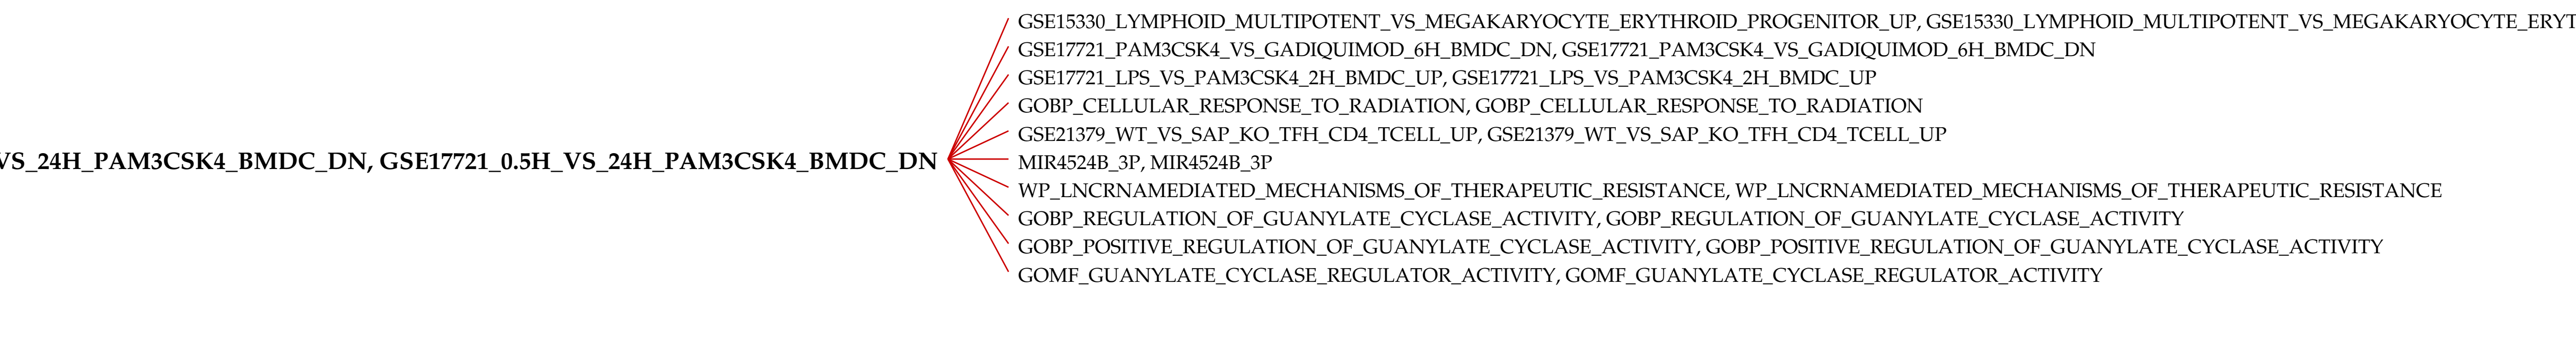 GSE15330_LYMPHOID_MULTIPOTENT_VS_MEGAKARYOCYTE_ERYTHROID_PROGENITOR_UP, GSE15330_LYMPHOID_MULTIPOTENT_VS_MEGAKARYOCYTE_ERYT
GSE17721_PAM3CSK4_VS_GADIQUIMOD_6H_BMDC_DN, GSE17721_PAM3CSK4_VS_GADIQUIMOD_6H_BMDC_DN
GSE17721_LPS_VS_PAM3CSK4_2H_BMDC_UP, GSE17721_LPS_VS_PAM3CSK4_2H_BMDC_UP
GOBP_CELLULAR_RESPONSE_TO_RADIATION, GOBP_CELLULAR_RESPONSE_TO_RADIATION
GSE21379_WT_VS_SAP_KO_TFH_CD4_TCELL_UP, GSE21379_WT_VS_SAP_KO_TFH_CD4_TCELL_UP
VS_24H_PAM3CSK4_BMDC_DN, GSE17721_0.5H_VS_24H_PAM3CSK4_BMDC_DN
MIR4524B_3P, MIR4524B_3P
WP_LNCRNAMEDIATED_MECHANISMS_OF_THERAPEUTIC_RESISTANCE, WP_LNCRNAMEDIATED_MECHANISMS_OF_THERAPEUTIC_RESISTANCE
GOBP_REGULATION_OF_GUANYLATE_CYCLASE_ACTIVITY, GOBP_REGULATION_OF_GUANYLATE_CYCLASE_ACTIVITY
GOBP_POSITIVE_REGULATION_OF_GUANYLATE_CYCLASE_ACTIVITY, GOBP_POSITIVE_REGULATION_OF_GUANYLATE_CYCLASE_ACTIVITY
GOMF_GUANYLATE_CYCLASE_REGULATOR_ACTIVITY, GOMF_GUANYLATE_CYCLASE_REGULATOR_ACTIVITY